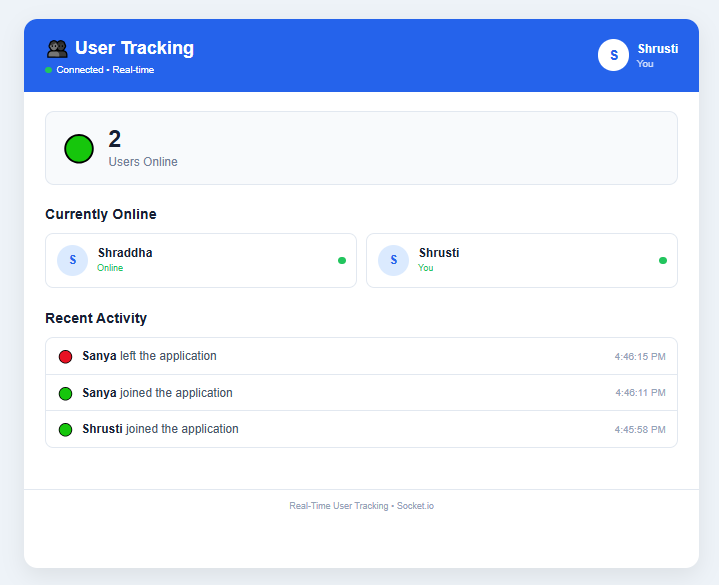 User Tracking
Connected • Real-time
S
Shrusti
You
2
Users Online
Currently Online
S
Shraddha
Online
S
Shrusti
You
Recent Activity
Sanya left the application 4:46:15 PM
Sanya joined the application 4:46:11 PM
Shrusti joined the application 4:45:58 PM
Real-Time User Tracking • Socket.io